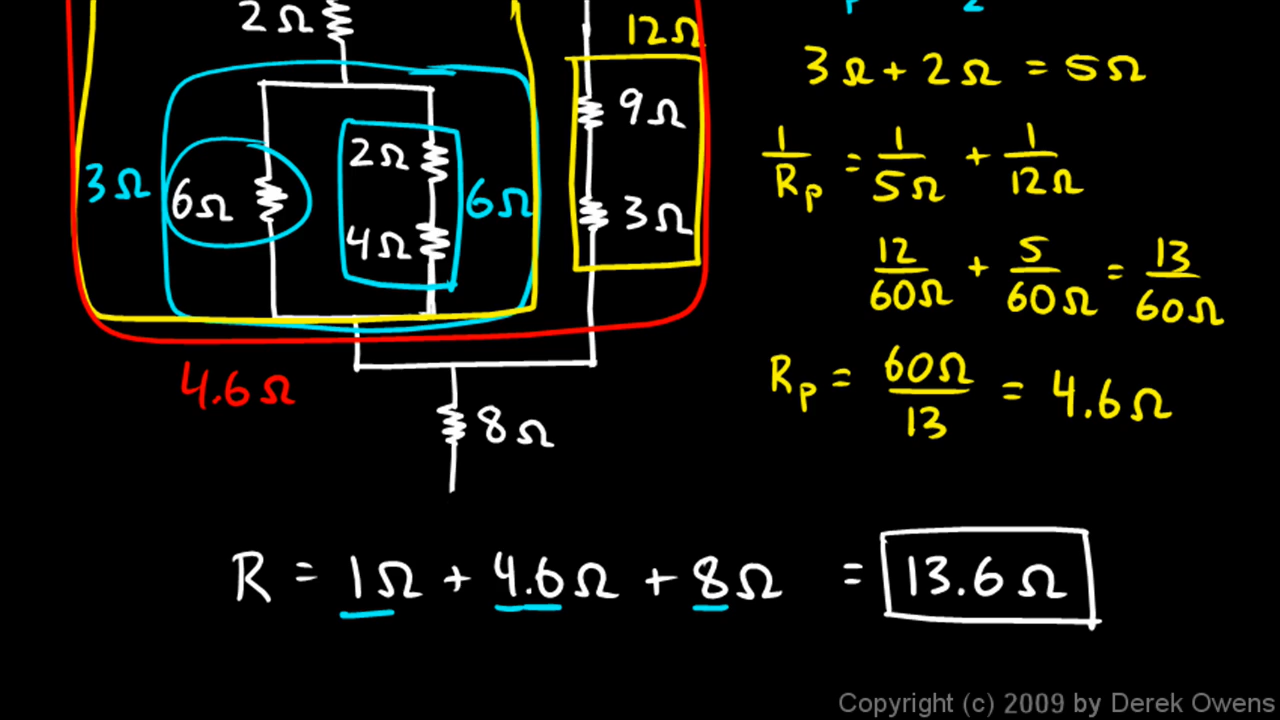 2Ω
12Ω
3Ω + 2Ω = 5Ω
9Ω
2Ω
1/Rp = 1/5Ω + 1/12Ω
3Ω
6Ω
6Ω
3Ω
4Ω
12/60Ω + 5/60Ω = 13/60Ω
Rp = 60Ω/13 = 4.6Ω
4.6Ω
8Ω
R = 1Ω + 4.6Ω + 8Ω = 13.6Ω
Copyright (c) 2009 by Derek Owens